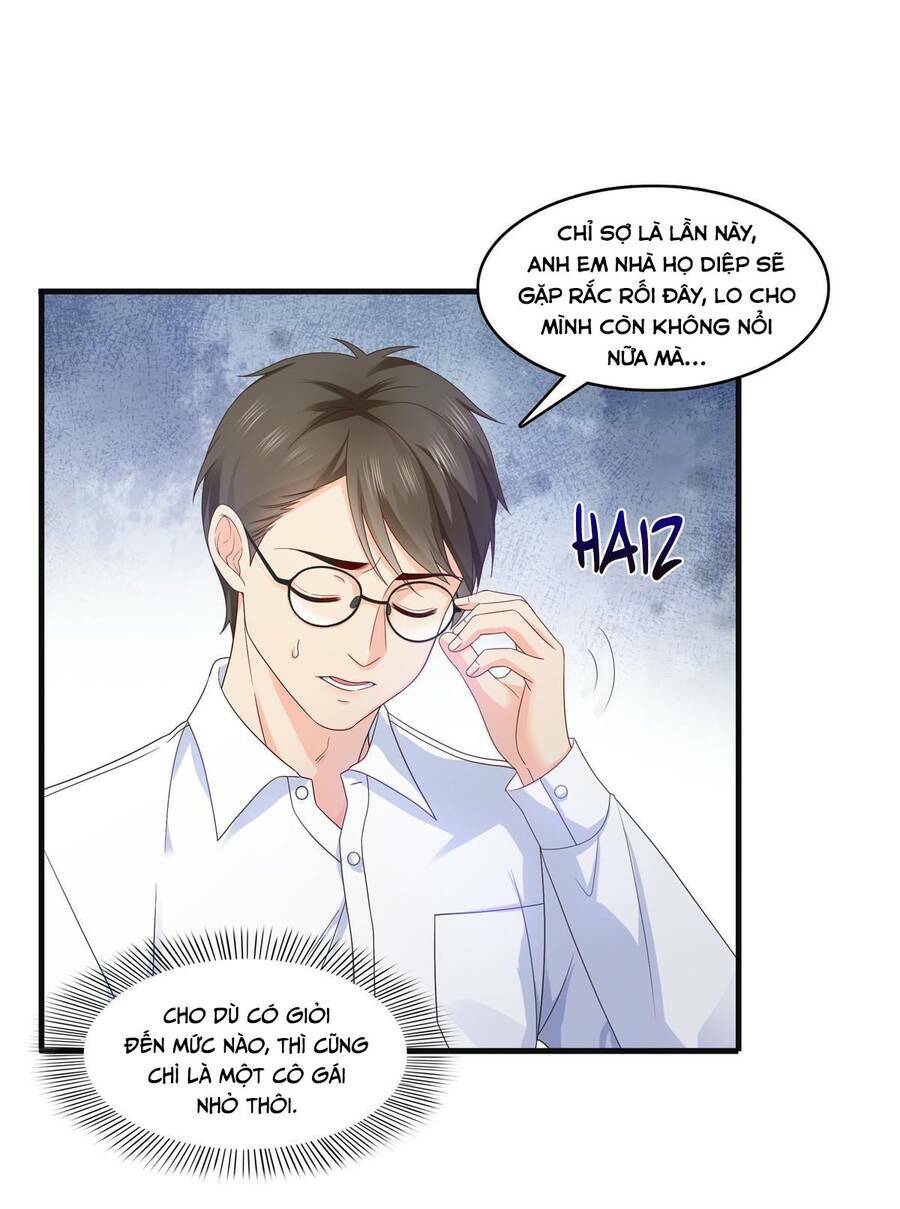 CHỈ SỢ LÀ LẦN NÀY,
ANH EM NHÀ HỌ DIỆP SẼ
GẶP RẮC RỐI ĐÂY, LO CHO
MÌNH CÒN KHÔNG NỔI
NỮA MÀ...
HAIZ
CHO DÙ CÓ GIỎI
ĐẾN MỨC NÀO, THÌ CŨNG
CHỈ LÀ MỘT CÔ GÁI
NHỎ THÔI.